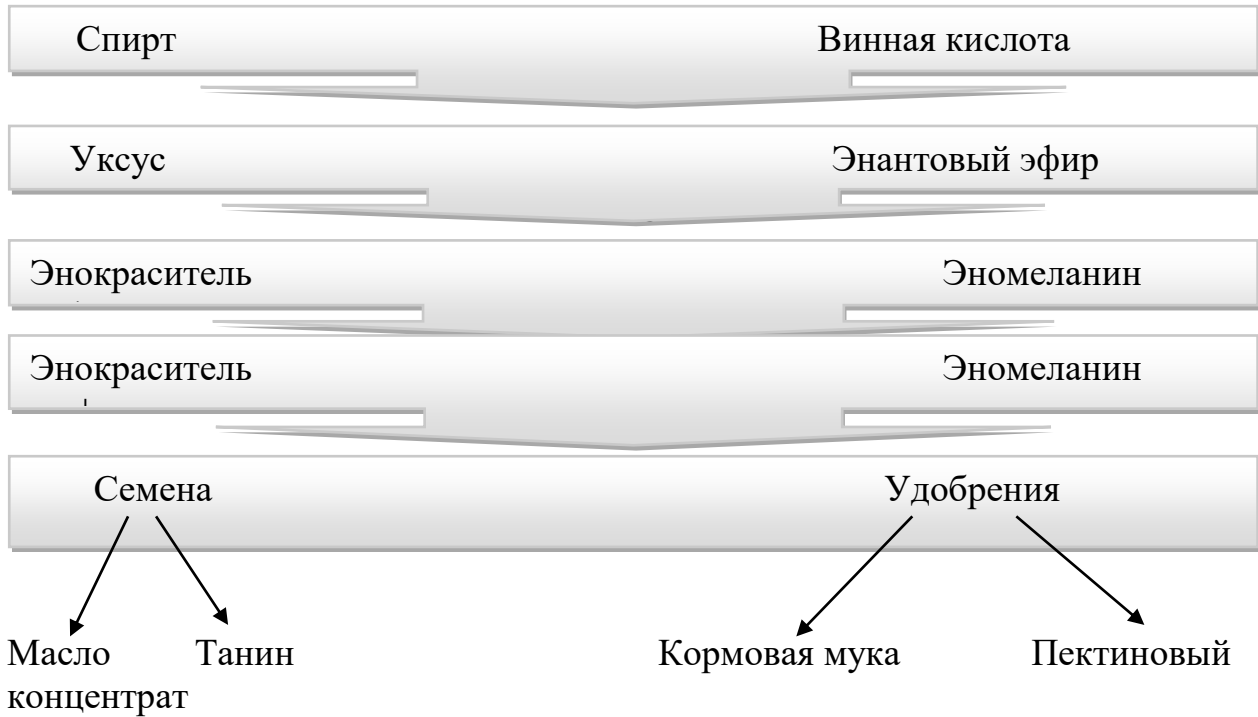 Спирт Винная кислота
Уксус Энантовый эфир
Энокраситель Эномеланин
Энокраситель Эномеланин
Семена Удобрения
Масло Танин Кормовая мука Пектиновый
концентрат